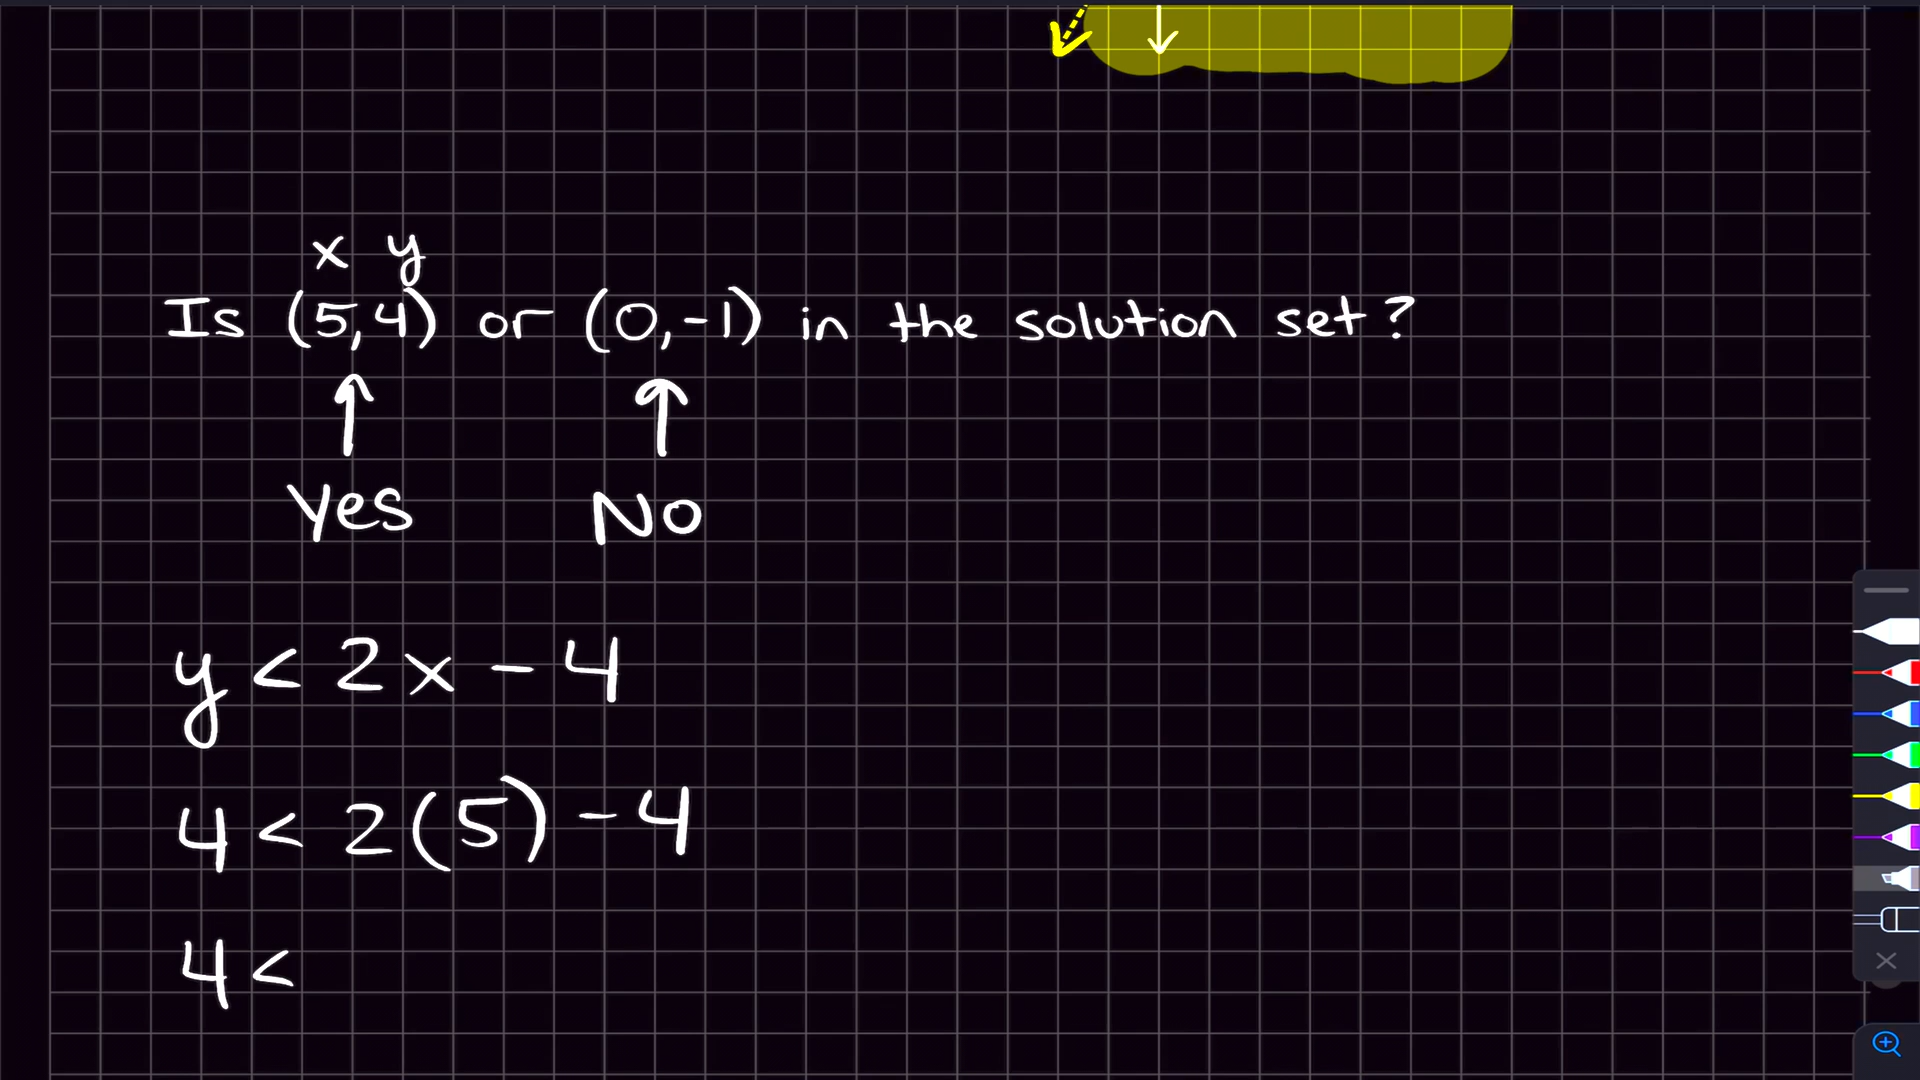 x y
Is (5,4) or (0,-1) in the solution set?
Yes No
y < 2x - 4
4 < 2(5) - 4
4 <